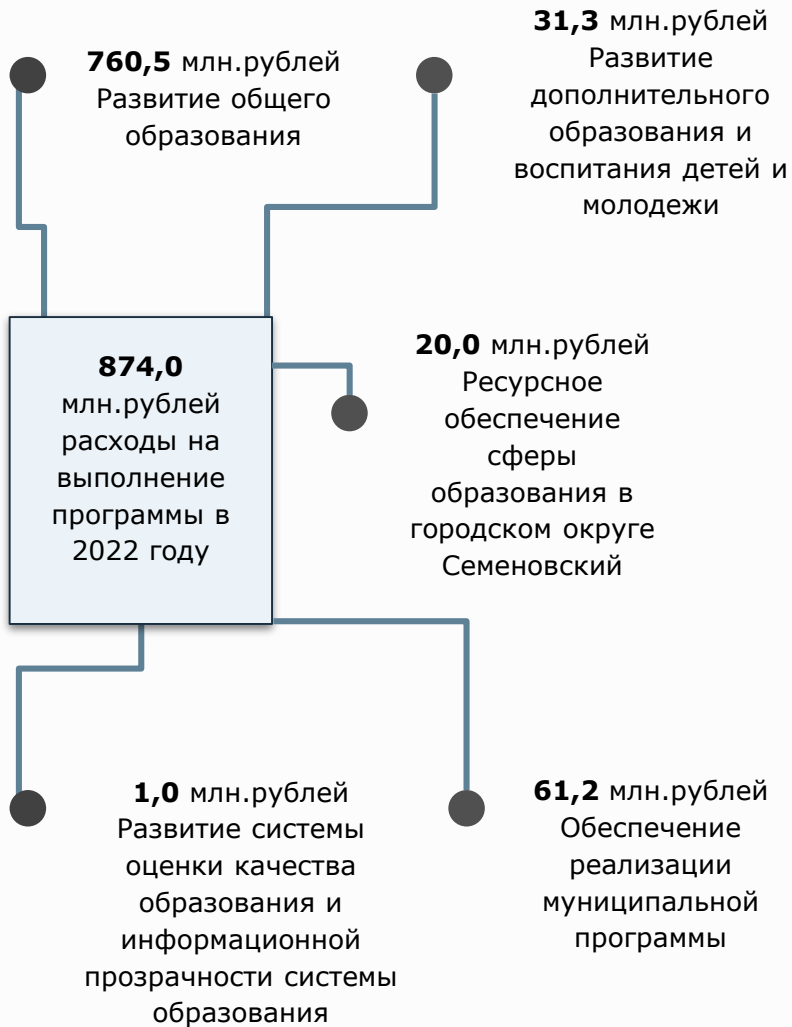 760,5 млн.рублей
Развитие общего
образования
31,3 млн.рублей
Развитие
дополнительного
образования и
воспитания детей и
молодежи
874,0
млн.рублей
расходы на
выполнение
программы в
2022 году
20,0 млн.рублей
Ресурсное
обеспечение
сферы
образования в
городском округе
Семеновский
1,0 млн.рублей
Развитие системы
оценки качества
образования и
информационной
прозрачности системы
образования
61,2 млн.рублей
Обеспечение
реализации
муниципальной
программы